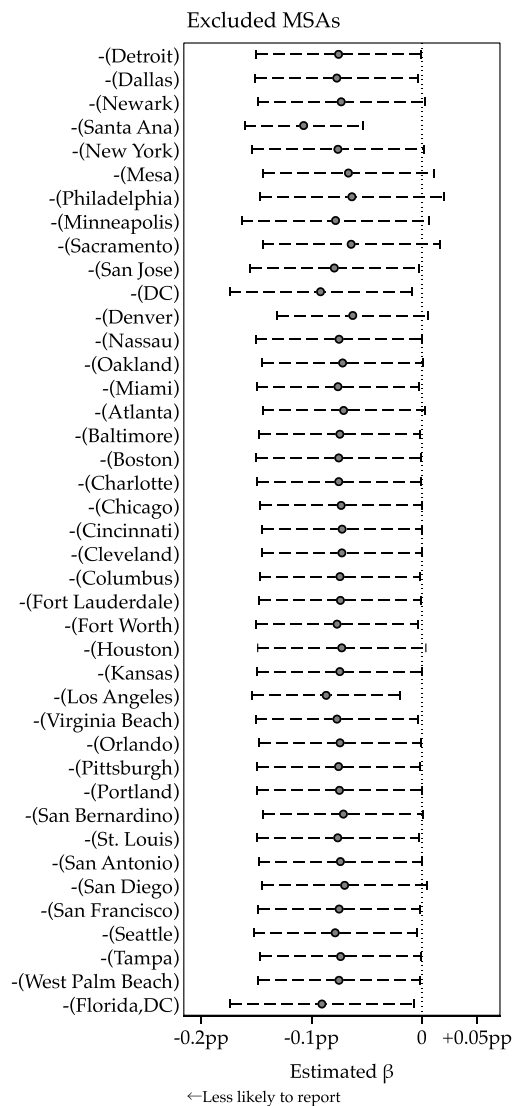 Excluded MSAs
-(Detroit)
-(Dallas)
-(Newark)
-(Santa Ana)
-(New York)
-(Mesa)
-(Philadelphia)
-(Minneapolis)
-(Sacramento)
-(San Jose)
-(DC)
-(Denver)
-(Nassau)
-(Oakland)
-(Miami)
-(Atlanta)
-(Baltimore)
-(Boston)
-(Charlotte)
-(Chicago)
-(Cincinnati)
-(Cleveland)
-(Columbus)
-(Fort Lauderdale)
-(Fort Worth)
-(Houston)
-(Kansas)
-(Los Angeles)
-(Virginia Beach)
-(Orlando)
-(Pittsburgh)
-(Portland)
-(San Bernardino)
-(St. Louis)
-(San Antonio)
-(San Diego)
-(San Francisco)
-(Seattle)
-(Tampa)
-(West Palm Beach)
-(Florida,DC)
-0.2pp -0.1pp 0 +0.05pp
Estimated β
←Less likely to report